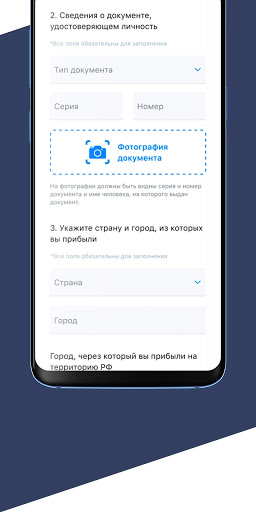 2. Сведения о документе,
удостоверяющем личность
*Все поля обязательны для заполнения
Тип документа
Серия
Номер
Фотография
документа
На фотографии должны быть видны серия и номер
документа и имя человека, на которого выдан
документ.
3. Укажите страну и город, из которых
вы прибыли
*Все поля обязательны для заполнения
Страна
Город
Город, через который вы прибыли на
территорию РФ